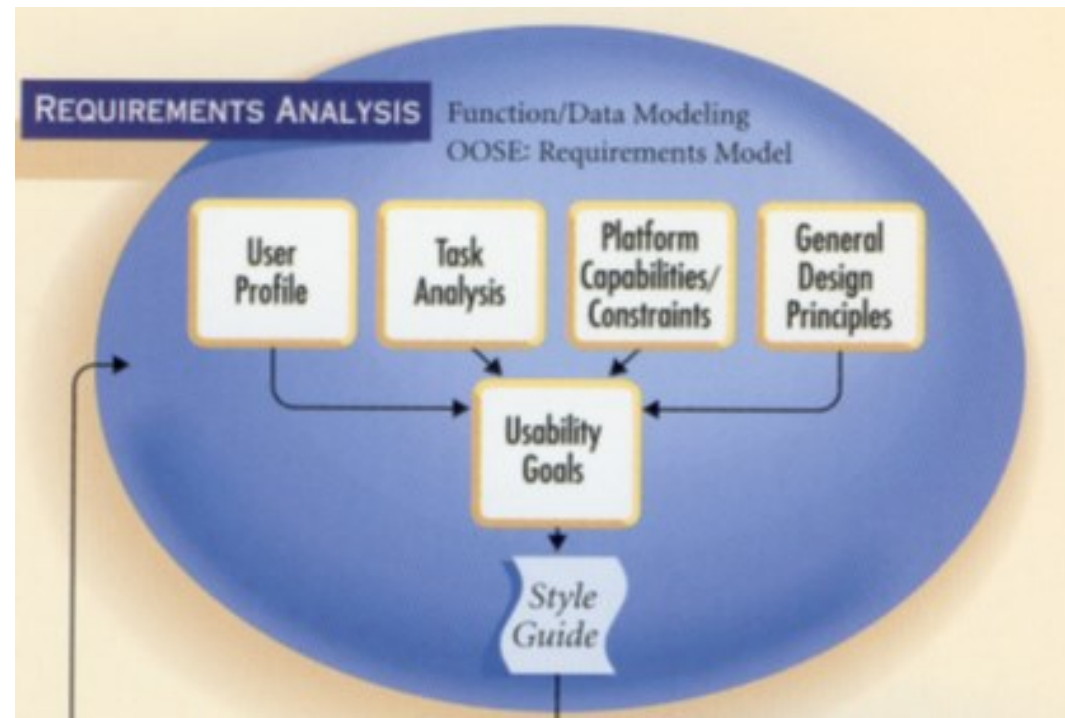 REQUIREMENTS ANALYSIS
Function/Data Modeling
OOSE: Requirements Model
User
Profile
Task
Analysis
Platform
Capabilities/
Constraints
General
Design
Principles
Usability
Goals
Style
Guide